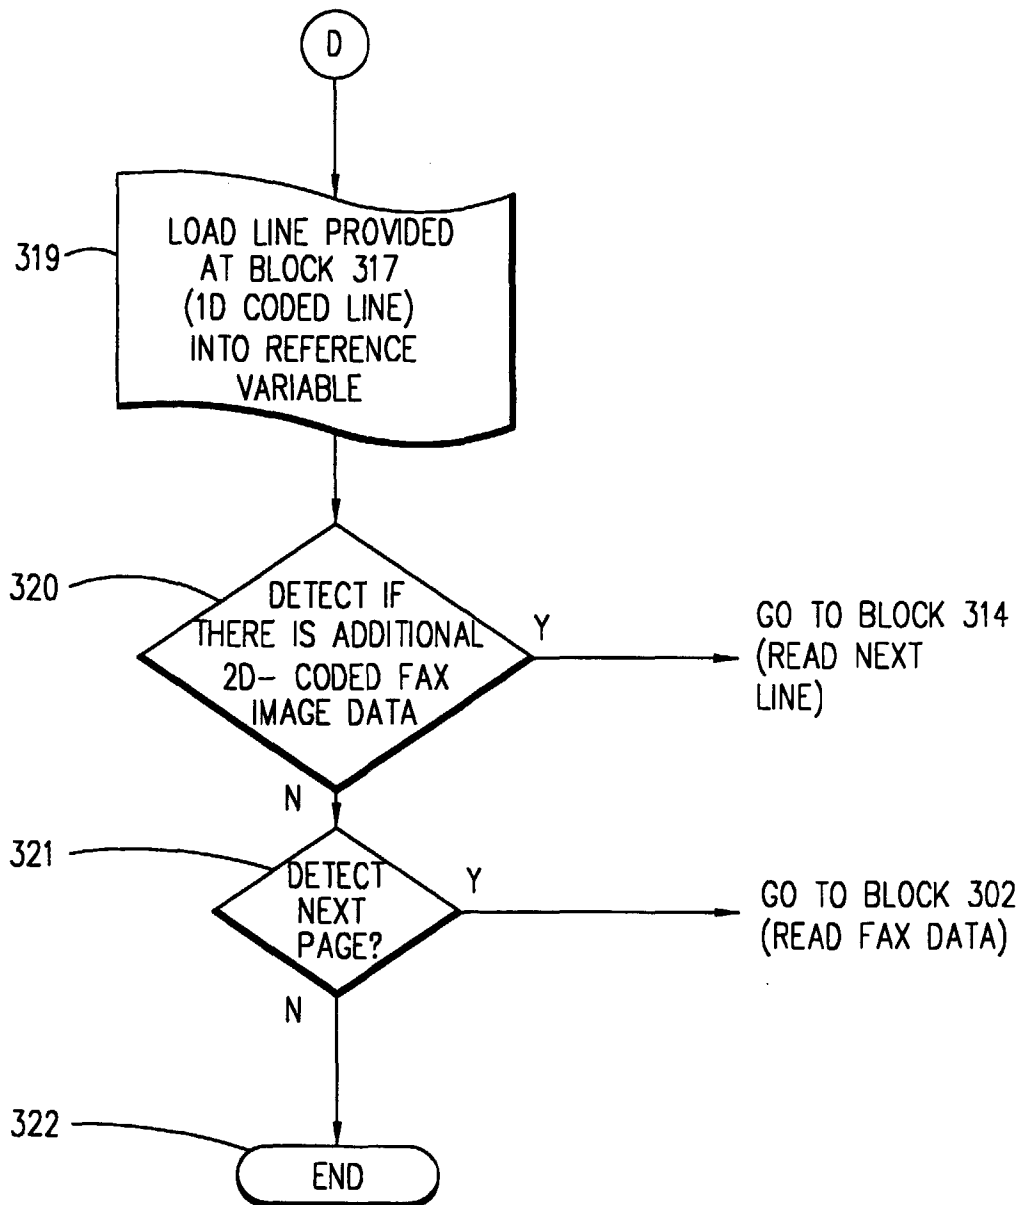 D
319
LOAD LINE PROVIDED
AT BLOCK 317
(1D CODED LINE)
INTO REFERENCE
VARIABLE
320
DETECT IF
THERE IS ADDITIONAL
2D- CODED FAX
IMAGE DATA
Y
GO TO BLOCK 314
(READ NEXT
LINE)
N
321
DETECT
NEXT
PAGE?
Y
GO TO BLOCK 302
(READ FAX DATA)
N
322
END